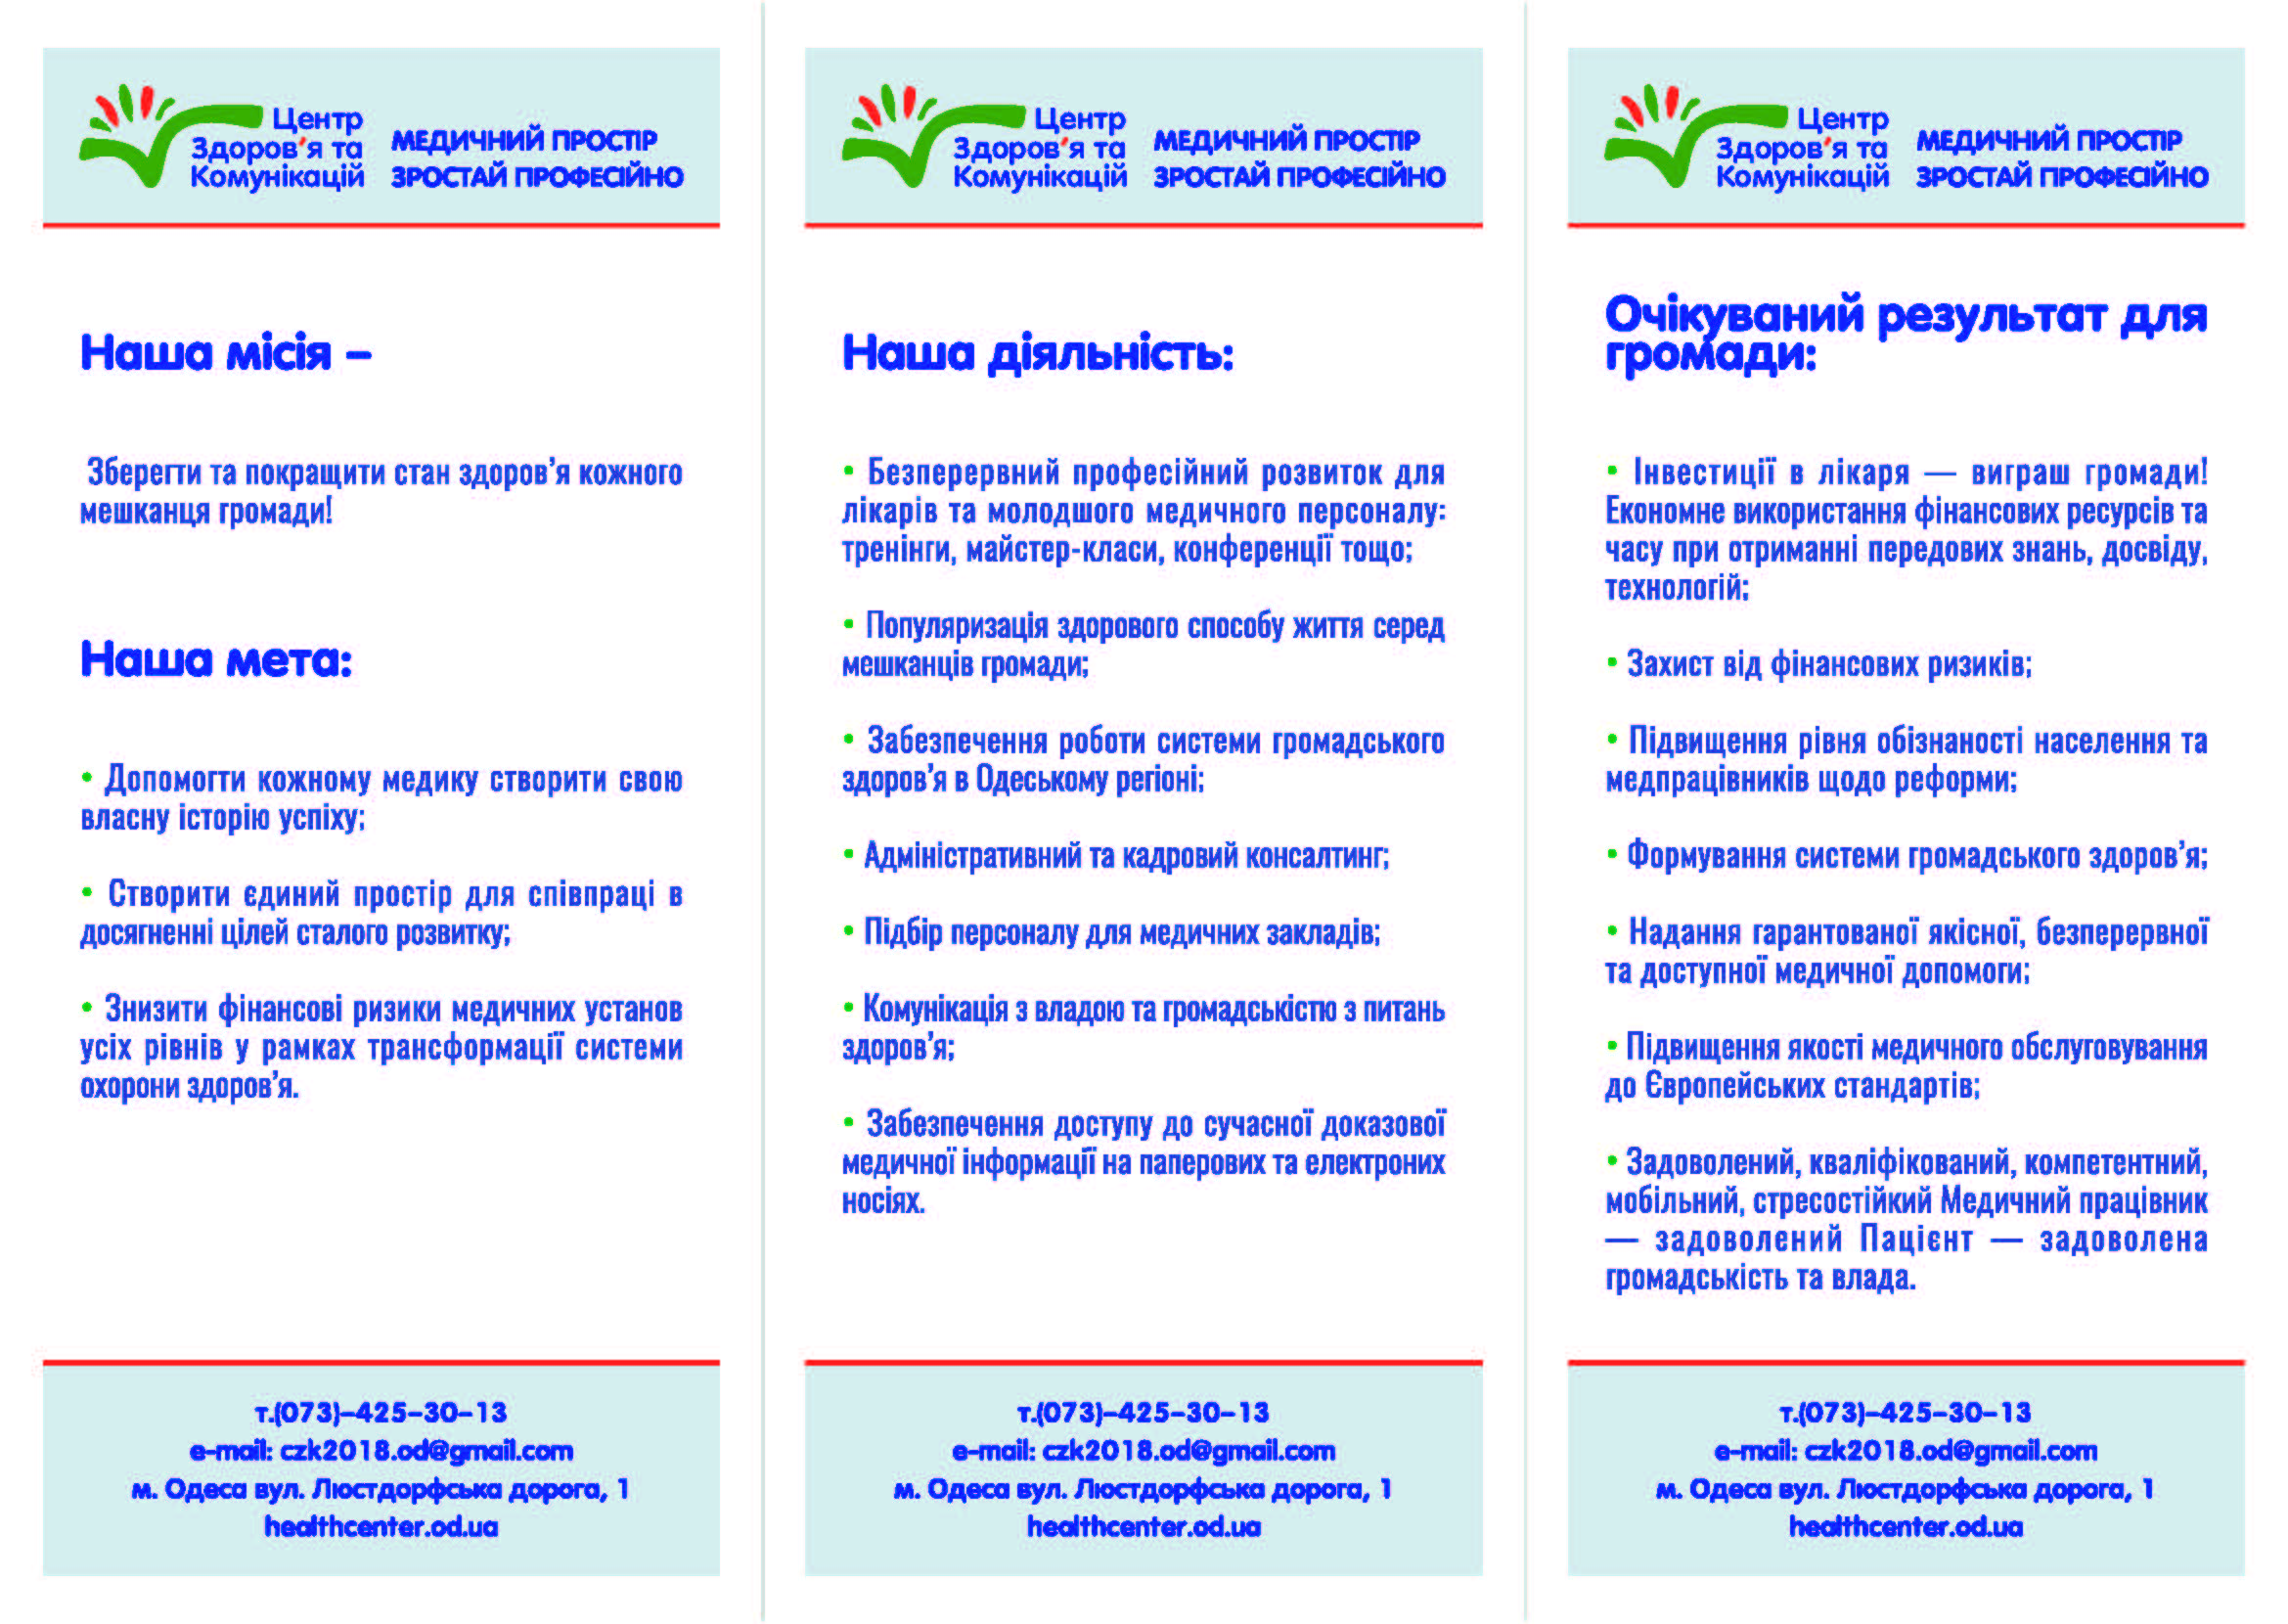 Центр
Здоров'я та
Комунікацій
МЕДИЧНИЙ ПРОСТІР
ЗРОСТАЙ ПРОФЕСІЙНО
Наша місія –
Зберегти та покращити стан здоров'я кожного
мешканця громади!
Наша мета:
• Допомогти кожному медику створити свою
власну історію успіху;
• Створити єдиний простір для співпраці в
досягненні цілей сталого розвитку;
• Знизити фінансові ризики медичних установ
усіх рівнів у рамках трансформації системи
охорони здоров'я.
т.(073)–425–30–13
e-mail: czk2018.od@gmail.com
м. Одеса вул. Люстдорфська дорога, 1
healthcenter.od.ua
Центр
Здоров'я та
Комунікацій
МЕДИЧНИЙ ПРОСТІР
ЗРОСТАЙ ПРОФЕСІЙНО
Наша діяльність:
• Безперервний професійний розвиток для
лікарів та молодшого медичного персоналу:
тренінги, майстер-класи, конференції тощо;
• Популяризація здорового способу життя серед
мешканців громади;
• Забезпечення роботи системи громадського
здоров'я в Одеському регіоні;
• Адміністративний та кадровий консалтинг;
• Підбір персоналу для медичних закладів;
• Комунікація з владою та громадськістю з питань
здоров'я;
• Забезпечення доступу до сучасної доказової
медичної інформації на паперових та електроних
носіях.
т.(073)–425–30–13
e-mail: czk2018.od@gmail.com
м. Одеса вул. Люстдорфська дорога, 1
healthcenter.od.ua
Центр
Здоров'я та
Комунікацій
МЕДИЧНИЙ ПРОСТІР
ЗРОСТАЙ ПРОФЕСІЙНО
Очікуваний результат для
громади:
• Інвестиції в лікаря — виграш громади!
Економне використання фінансових ресурсів та
часу при отриманні передових знань, досвіду,
технологій;
• Захист від фінансових ризиків;
• Підвищення рівня обізнаності населення та
медпрацівників щодо реформи;
• Формування системи громадського здоров'я;
• Надання гарантованої якісної, безперервної
та доступної медичної допомоги;
• Підвищення якості медичного обслуговування
до Європейських стандартів;
• Задоволений, кваліфікований, компетентний,
мобільний, стресостійкий Медичний працівник
— задоволений Пацієнт — задоволена
громадськість та влада.
т.(073)–425–30–13
e-mail: czk2018.od@gmail.com
м. Одеса вул. Люстдорфська дорога, 1
healthcenter.od.ua